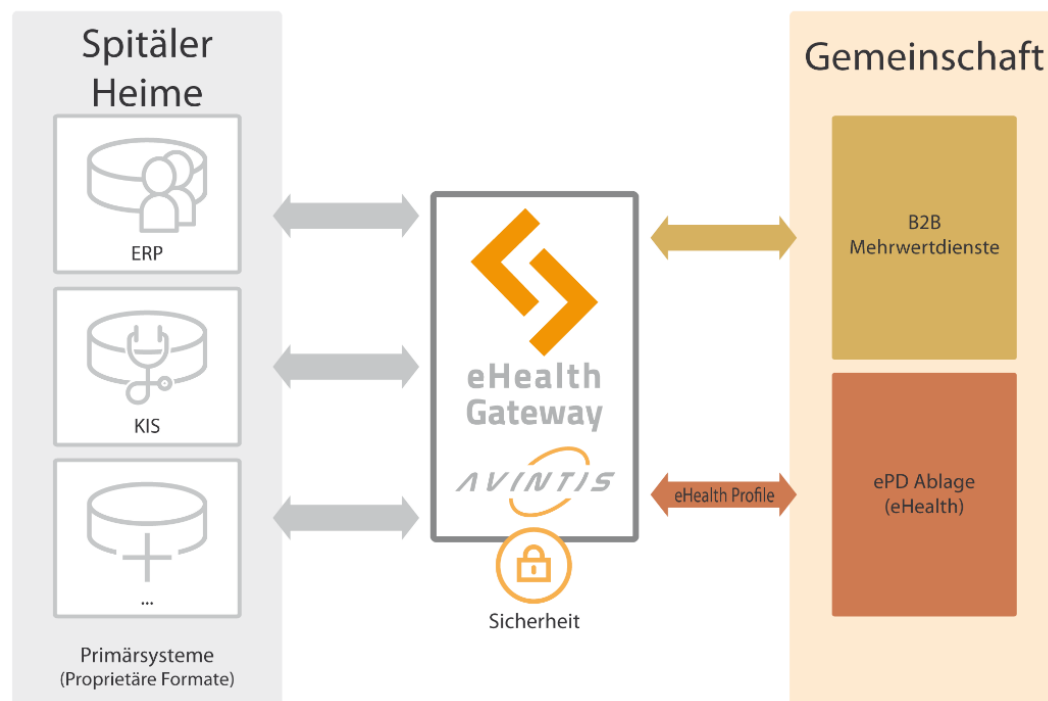 Spitäler
Heime
ERP
KIS
...
Primärsysteme
(Proprietäre Formate)
eHealth
Gateway
AVINTIS
Sicherheit
eHealth Profile
Gemeinschaft
B2B
Mehrwertdienste
ePD Ablage
(eHealth)